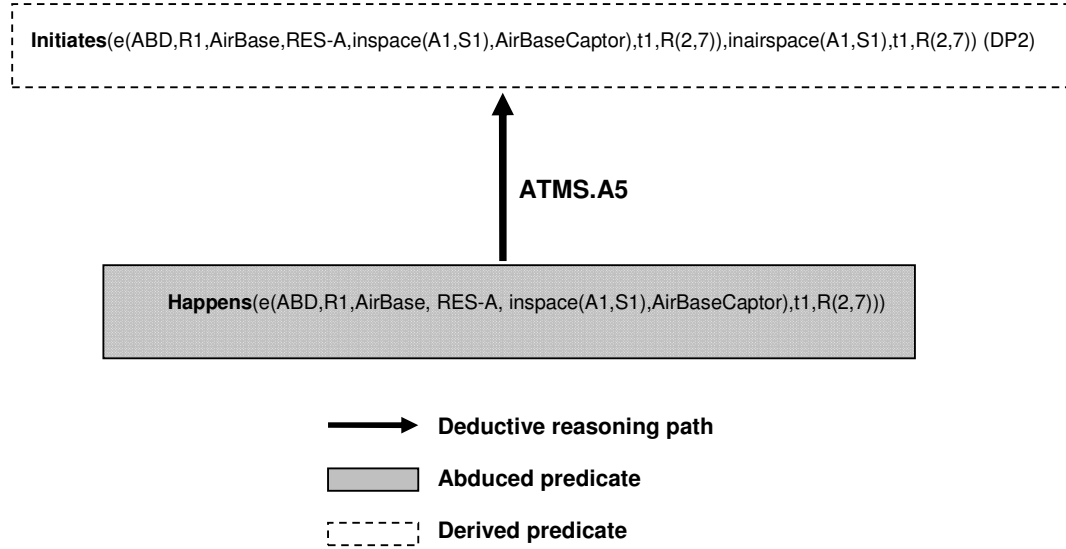 Initiates(e(ABD,R1,AirBase,RES-A,inspace(A1,S1),AirBaseCaptor),t1,R(2,7)),inairspace(A1,S1),t1,R(2,7)) (DP2)
ATMS.A5
Happens(e(ABD,R1,AirBase, RES-A, inspace(A1,S1),AirBaseCaptor),t1,R(2,7)))
Deductive reasoning path
Abduced predicate
Derived predicate